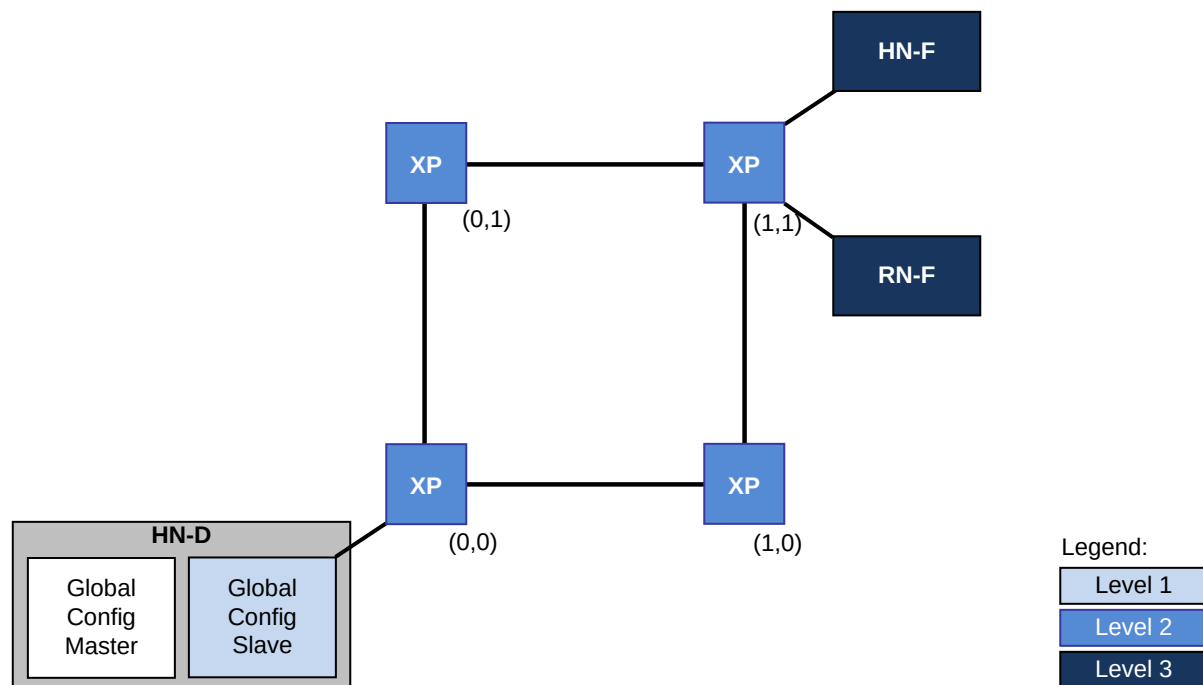 HN-F
XP
XP
(0,1)
(1,1)
RN-F
XP
XP
(0,0)
(1,0)
HN-D
Global
Config
Master
Global
Config
Slave
Legend:
Level 1
Level 2
Level 3